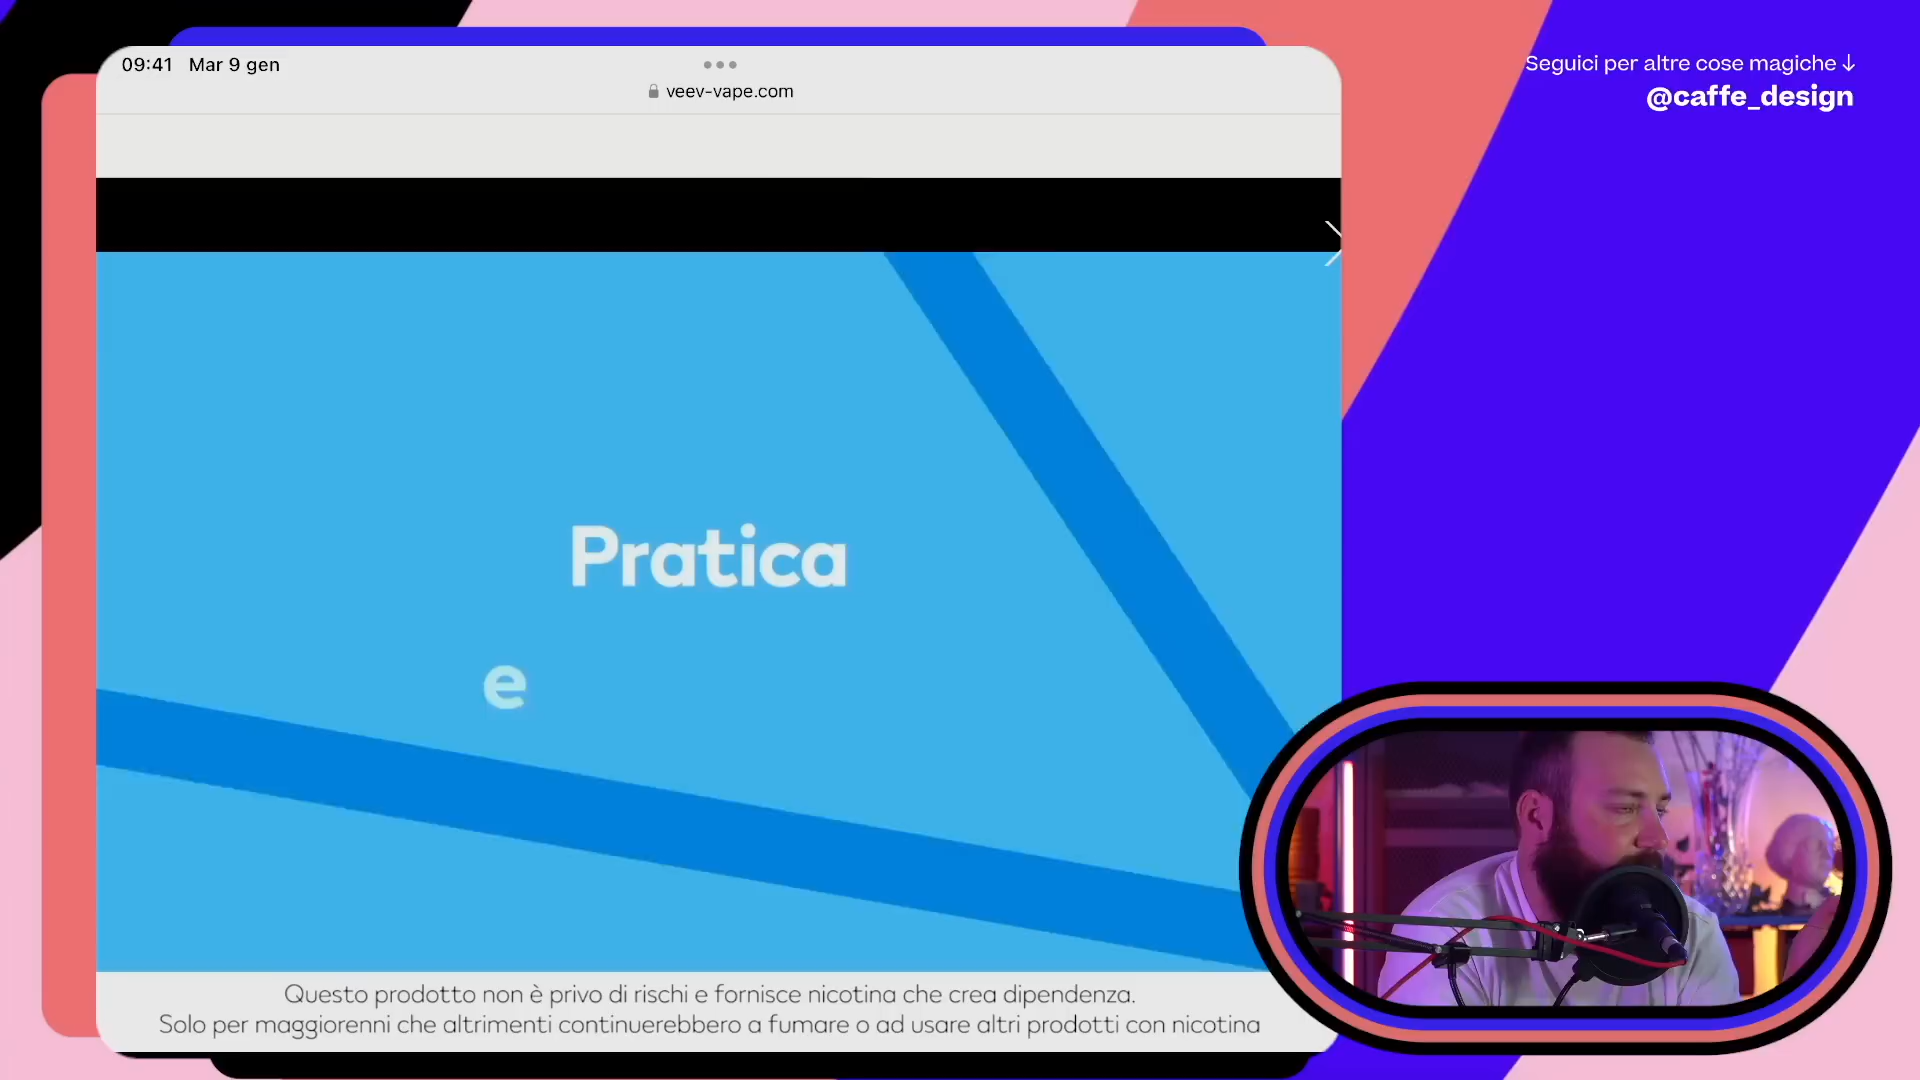 09:41 Mar 9 gen
veev-vape.com
Seguici per altre cose magiche ↓
@caffe_design
Pratica
e
Questo prodotto non è privo di rischi e fornisce nicotina che crea dipendenza.
Solo per maggiorenni che altrimenti continuerebbero a fumare o ad usare altri prodotti con nicotina